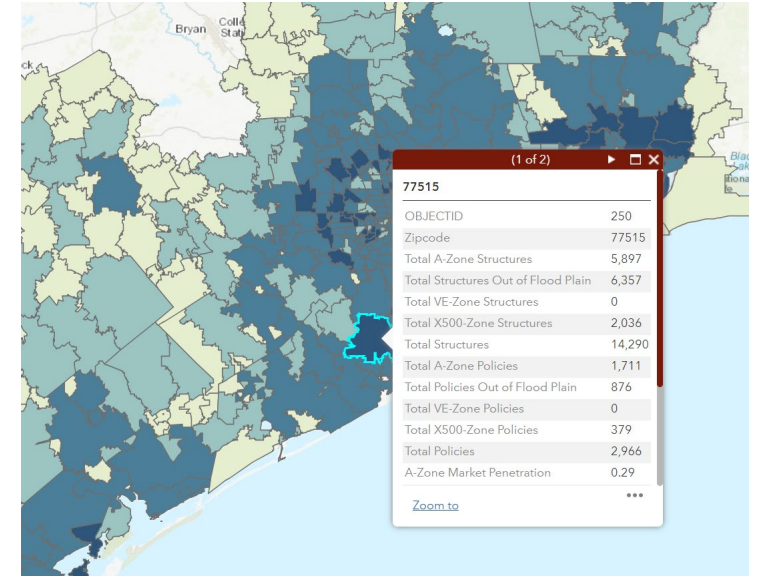 Bryan
Colle
Stati
ck
(1 of 2)
77515
OBJECTID 250
Zipcode 77515
Total A-Zone Structures 5,897
Total Structures Out of Flood Plain 6,357
Total VE-Zone Structures 0
Total X500-Zone Structures 2,036
Total Structures 14,290
Total A-Zone Policies 1,711
Total Policies Out of Flood Plain 876
Total VE-Zone Policies 0
Total X500-Zone Policies 379
Total Policies 2,966
A-Zone Market Penetration 0.29
Zoom to